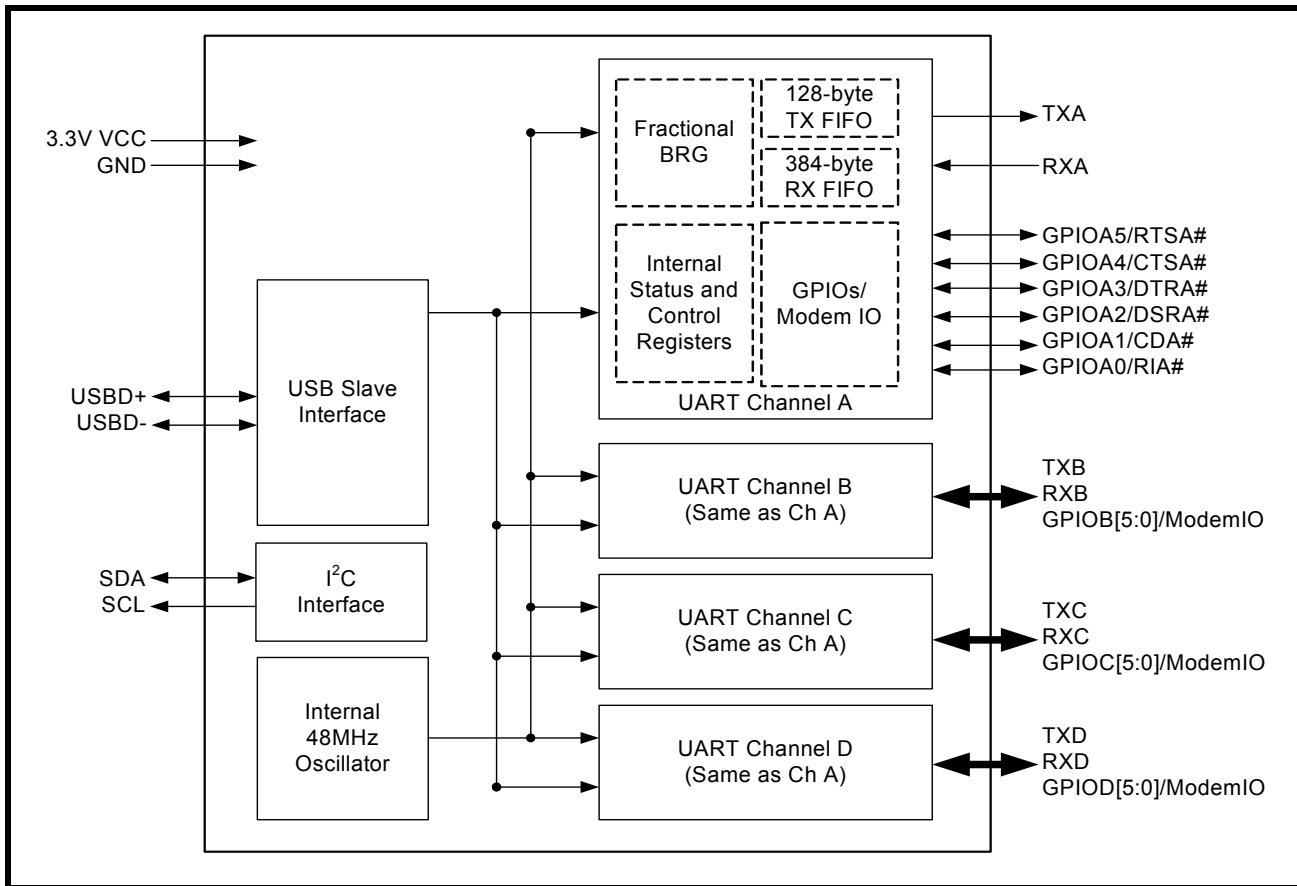 3.3V VCC
GND
USBD+
USBD-
SDA
SCL
USB Slave
Interface
I²C
Interface
Internal
48MHz
Oscillator
Fractional
BRG
128-byte
TX FIFO
384-byte
RX FIFO
Internal
Status and
Control
Registers
GPIOs/
Modem IO
UART Channel A
UART Channel B
(Same as Ch A)
UART Channel C
(Same as Ch A)
UART Channel D
(Same as Ch A)
TXA
RXA
GPIOA5/RTSA#
GPIOA4/CTSA#
GPIOA3/DTRA#
GPIOA2/DSRA#
GPIOA1/CDA#
GPIOA0/RIA#
TXB
RXB
GPIOB[5:0]/ModemIO
TXC
RXC
GPIOC[5:0]/ModemIO
TXD
RXD
GPIOD[5:0]/ModemIO